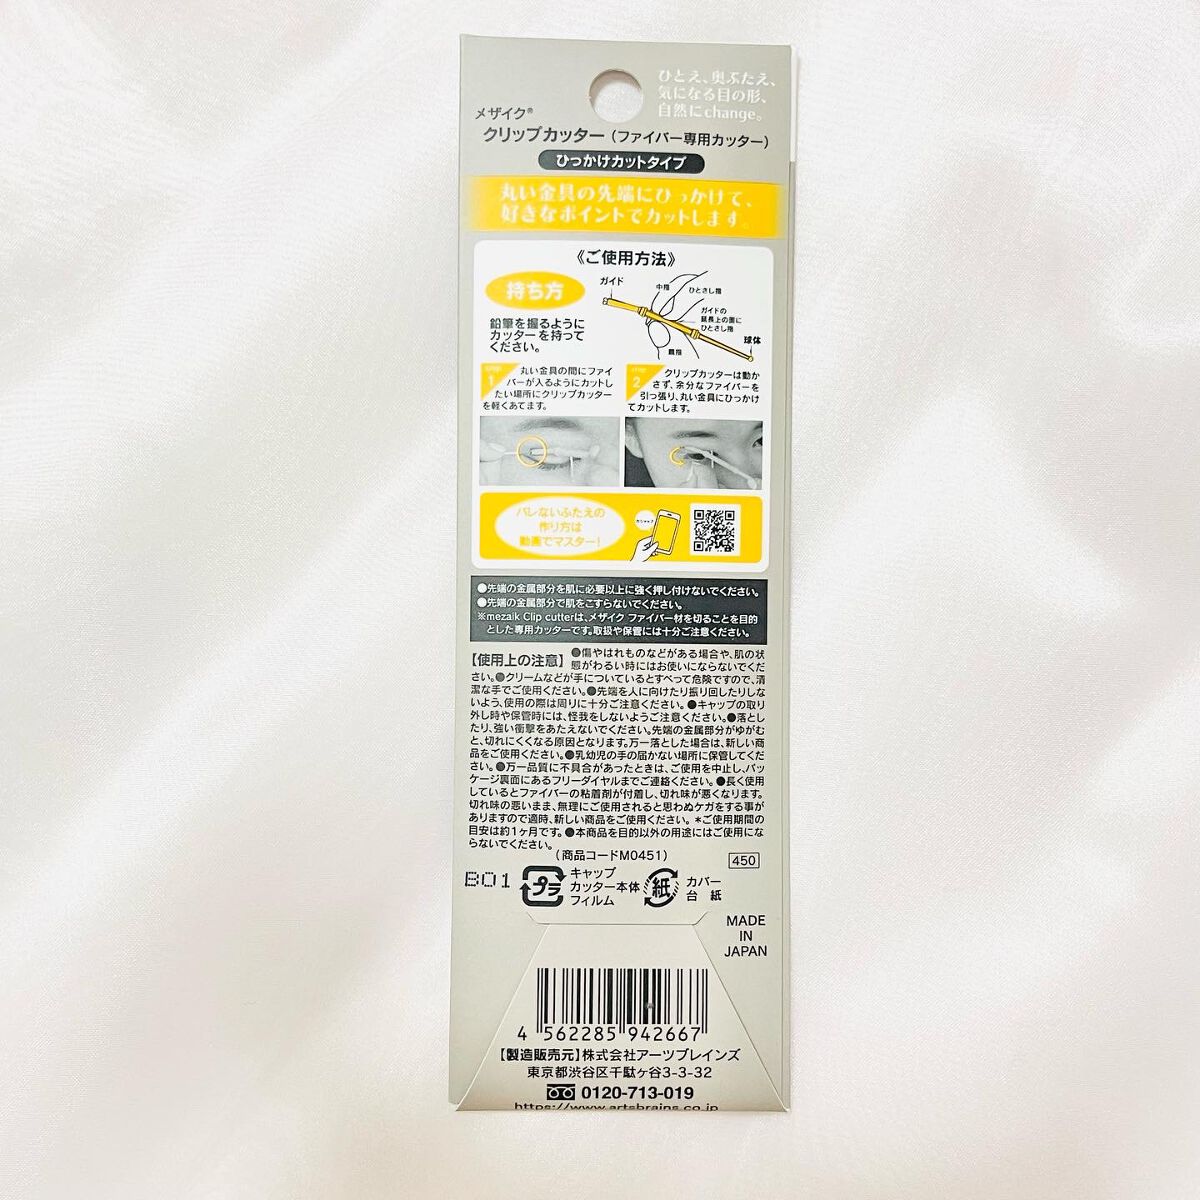 ひとえ、奥ぶたえ、
気になる目の形、
自然にchange。
メザイク®
クリップカッター（ファイバー専用カッター）
ひっかけカットタイプ
丸い金具の先端にひっかけて、
好きなポイントでカットします。
《ご使用方法》
持ち方
鉛筆を握るように
カッターを持って
ください。
ガイド
中指
ひとさし指
ガイドの
延長上の面に
ひとさし指
親指
球体
step
1
丸い金具の間にファイ
バーが入るようにカットし
たい場所にクリップカッター
を軽くあてます。
step
2
クリップカッターは動か
さず、余分なファイバーを
引っ張り、丸い金具にひっかけ
てカットします。
バレないふたえの
作り方は
動画でマスター！
●先端の金属部分を肌に必要以上に強く押し付けないでください。
●先端の金属部分で肌をこすらないでください。
※mezaik Clip cutterは、メザイク ファイバー材を切ることを目的
とした専用カッターです。取扱や保管には十分ご注意ください。
【使用上の注意】●傷やはれものなどがある場合や、肌の状
態がわるい時にはお使いにならないでくだ
さい。●クリームなどが手についているとすべって危険ですので、清
潔な手でご使用ください。●先端を人に向けたり振り回したりしな
いよう、使用の際は周りに十分ご注意ください。●キャップの取り
外し時や保管時には、怪我をしないようご注意ください。●落とし
たり、強い衝撃をあたえないでください。先端の金属部分がゆがむ
と、切れにくくなる原因となります。万一落とした場合は、新しい商
品をご使用ください。●乳幼児の手の届かない場所に保管してくだ
さい。●万一品質に不具合があったときは、ご使用を中止し、パッ
ケージ裏面にあるフリーダイヤルまでご連絡ください。●長く使用
しているとファイバーの粘着剤が付着し、切れ味が悪くなります。
切れ味の悪いまま、無理にご使用されると思わぬケガをする事が
ありますので適時、新しい商品をご使用ください。＊ご使用期間の
目安は約1ヶ月です。●本商品を目的以外の用途にはご使用にな
らないでください。
（商品コードM0451）
450
B01
プラ
キャップ
カッター本体
フィルム
紙
カバー
台 紙
MADE
IN
JAPAN
4 562285 942667
【製造販売元】株式会社アーツブレインズ
東京都渋谷区千駄ヶ谷3-3-32
0120-713-019
https://www.artsbrains.co.jp